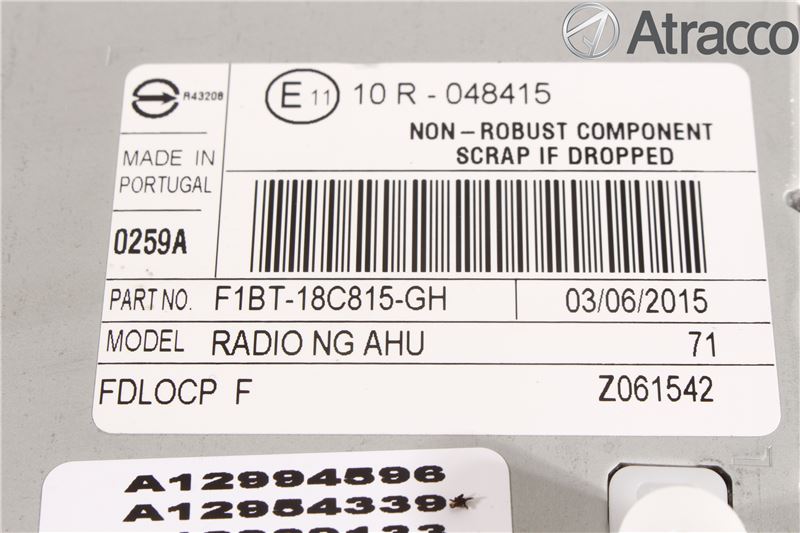 Atracco
R43208
E 11 10 R - 048415
NON - ROBUST COMPONENT
SCRAP IF DROPPED
MADE IN
PORTUGAL
0259A
PART NO. F1BT-18C815-GH 03/06/2015
MODEL RADIO NG AHU 71
FDLOCP F Z061542
A12994596
A12954339